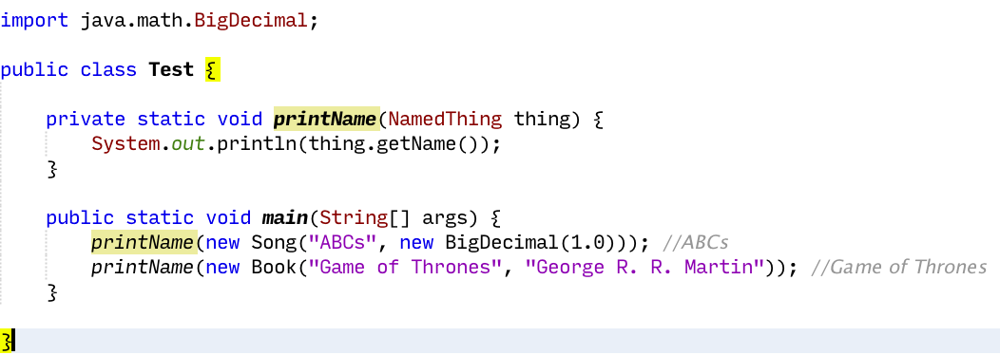 import java.math.BigDecimal;
public class Test {
private static void printName(NamedThing thing) {
System.out.println(thing.getName());
}
public static void main(String[] args) {
printName(new Song("ABCs", new BigDecimal(1.0))); //ABCs
printName(new Book("Game of Thrones", "George R. R. Martin")); //Game of Thrones
}
}